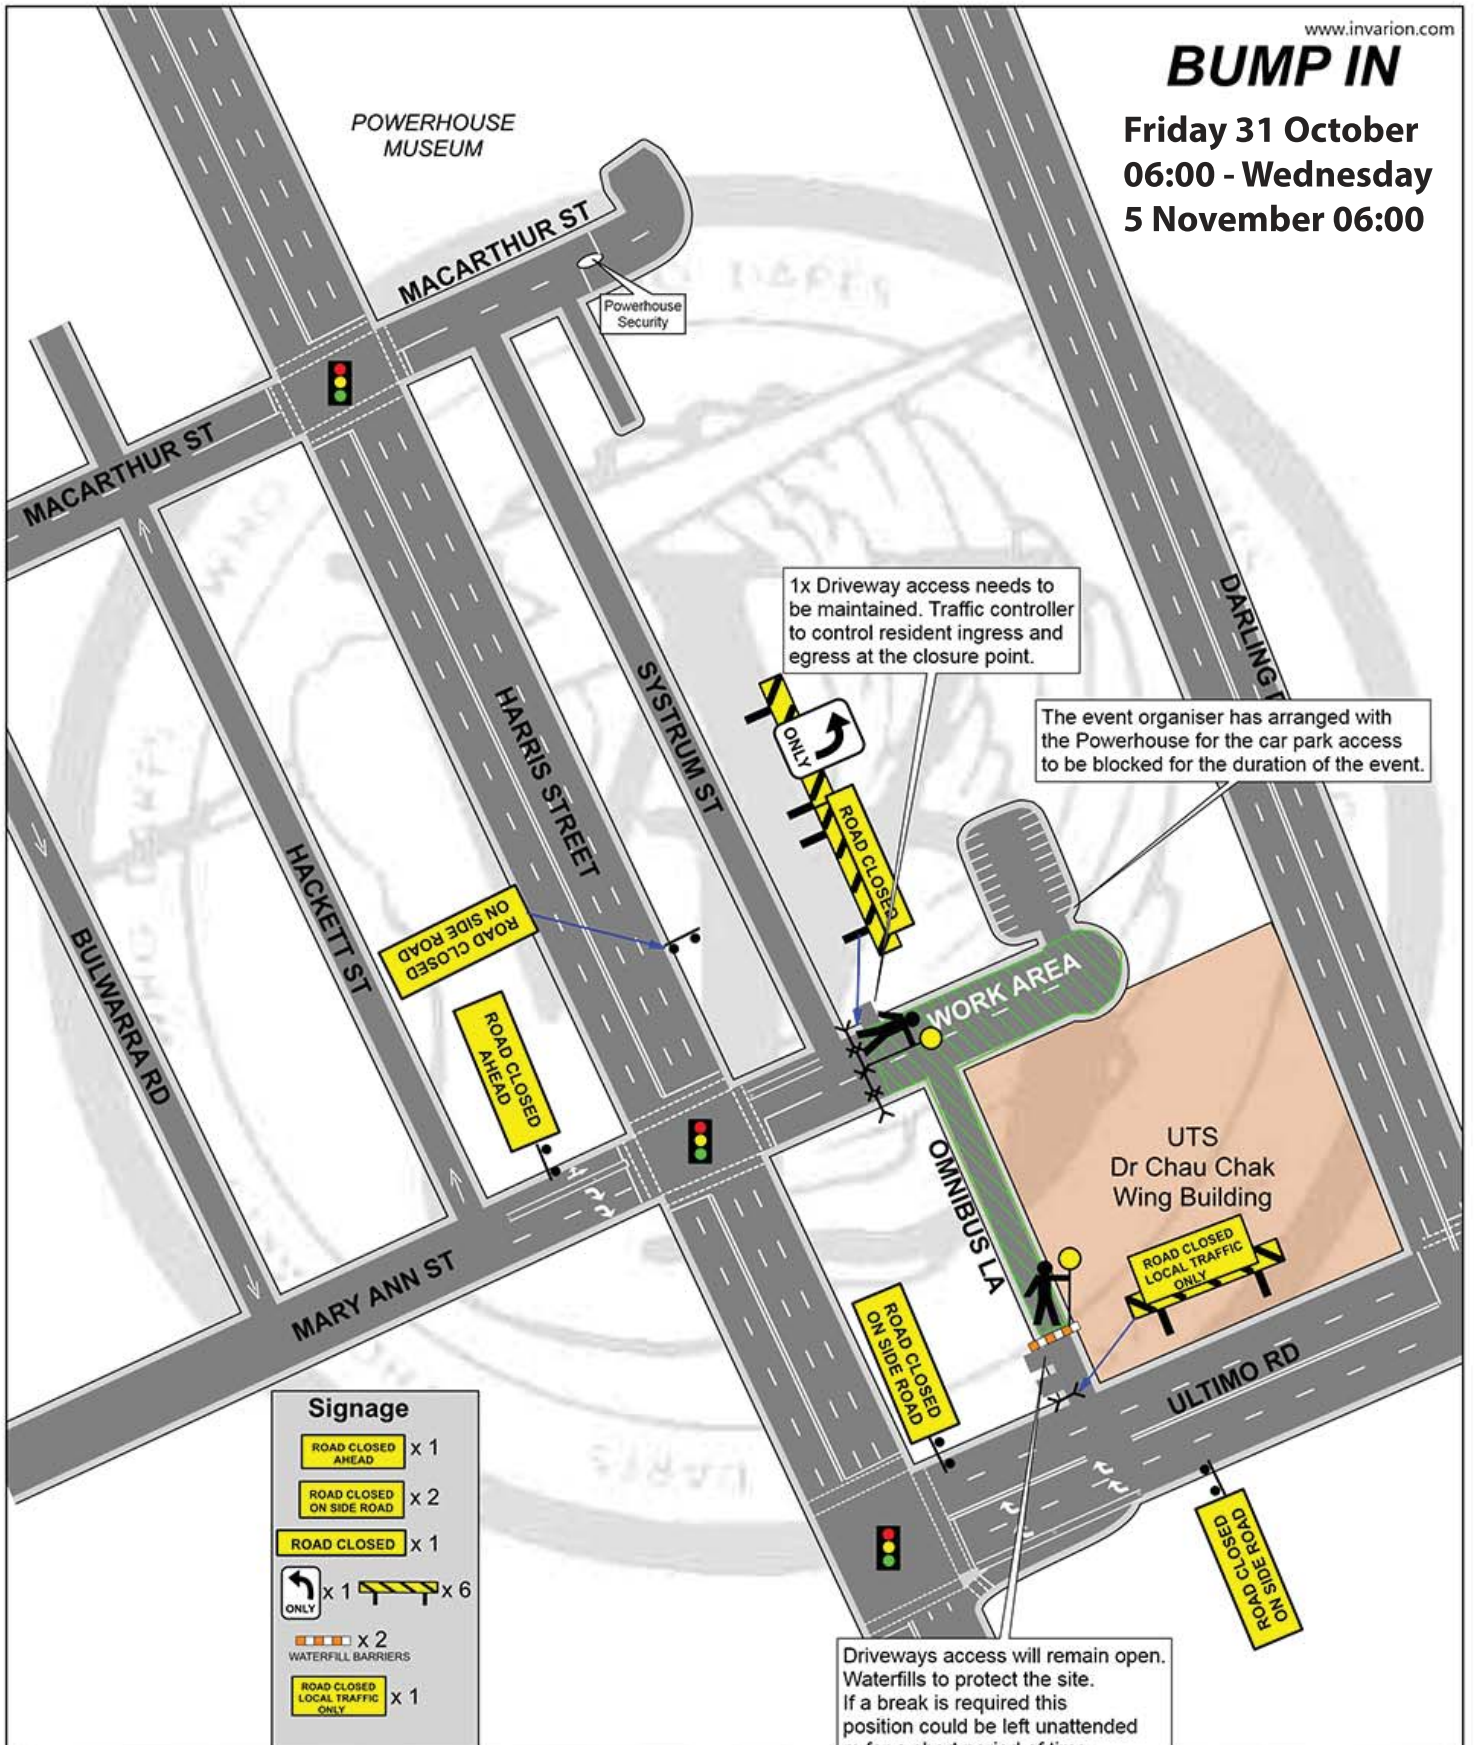 www.invarion.com
BUMP IN
Friday 31 October
06:00 - Wednesday
5 November 06:00
POWERHOUSE
MUSEUM
MACARTHUR ST
Powerhouse
Security
MACARTHUR ST
1x Driveway access needs to
be maintained. Traffic controller
to control resident ingress and
egress at the closure point.
DARLING
The event organiser has arranged with
the Powerhouse for the car park access
to be blocked for the duration of the event.
HARRIS STREET
SYSTRUM ST
ONLY
ROAD CLOSED
HACKETT ST
BULWARRA RD
ROAD CLOSED
ON SIDE ROAD
ROAD CLOSED
AHEAD
WORK AREA
UTS
Dr Chau Chak
Wing Building
OMNIBUS LA
ROAD CLOSED
LOCAL TRAFFIC
ONLY
MARY ANN ST
ROAD CLOSED
ON SIDE ROAD
ULTIMO RD
ROAD CLOSED
ON SIDE ROAD
Signage
ROAD CLOSED
AHEAD
x 1
ROAD CLOSED
ON SIDE ROAD
x 2
ROAD CLOSED x 1
ONLY
x 1
x 6
x 2
WATERFILL BARRIERS
ROAD CLOSED
LOCAL TRAFFIC
ONLY
x 1
Driveways access will remain open.
Waterfills to protect the site.
If a break is required this
position could be left unattended